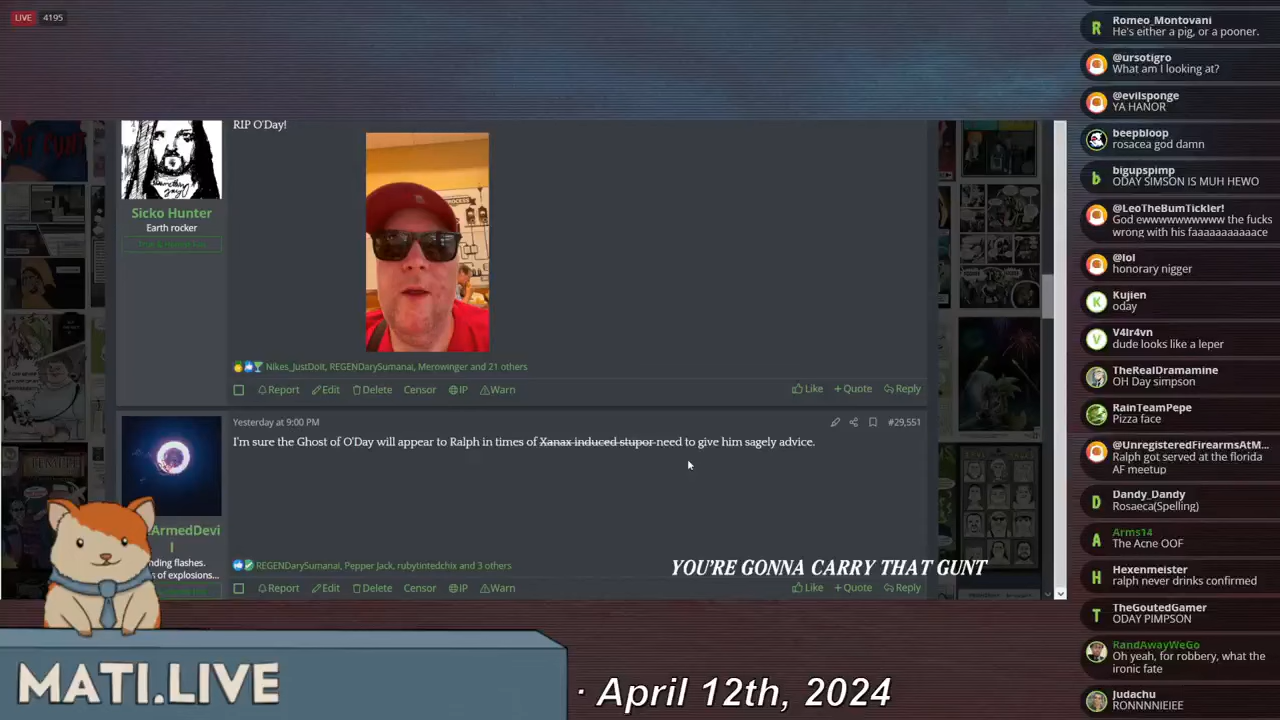 LIVE 4195
RIP O'Day!
Sicko Hunter
Earth rocker
Nikes_JustDoIt, REGENDarySumanai, Merowinger and 21 others
Report Edit Delete Censor IP Warn
Like + Quote Reply
Yesterday at 9:00 PM
#29,551
I'm sure the Ghost of O'Day will appear to Ralph in times of Xanax induced stupor need to give him sagely advice.
ArmedDevi
l
nding flashes.
s of explosions...
REGENDarySumanai, Pepper Jack, rubytintedchix and 3 others
Report Edit Delete Censor IP Warn
Like + Quote Reply
YOU'RE GONNA CARRY THAT GUNT
MATI.LIVE
· April 12th, 2024
R
Romeo_Montovani
He's either a pig, or a pooner.
@ursotigro
What am I looking at?
@evilsponge
YA HANOR
beepbloop
rosacea god damn
b
bigupspimp
ODAY SIMSON IS MUH HEWO
@LeoTheBumTickler!
God ewwwwwwwwww the fucks
wrong with his faaaaaaaaaace
@lol
honorary nigger
K
Kujien
oday
V4lr4vn
dude looks like a leper
TheRealDramamine
OH Day simpson
RainTeamPepe
Pizza face
@UnregisteredFirearmsAtM...
Ralph got served at the florida
AF meetup
D
Dandy_Dandy
Rosaeca(Spelling)
A
Arms14
The Acne OOF
H
Hexenmeister
ralph never drinks confirmed
T
TheGoutedGamer
ODAY PIMPSON
RandAwayWeGo
Oh yeah, for robbery, what the
ironic fate
Judachu
RONNNNIEIEE